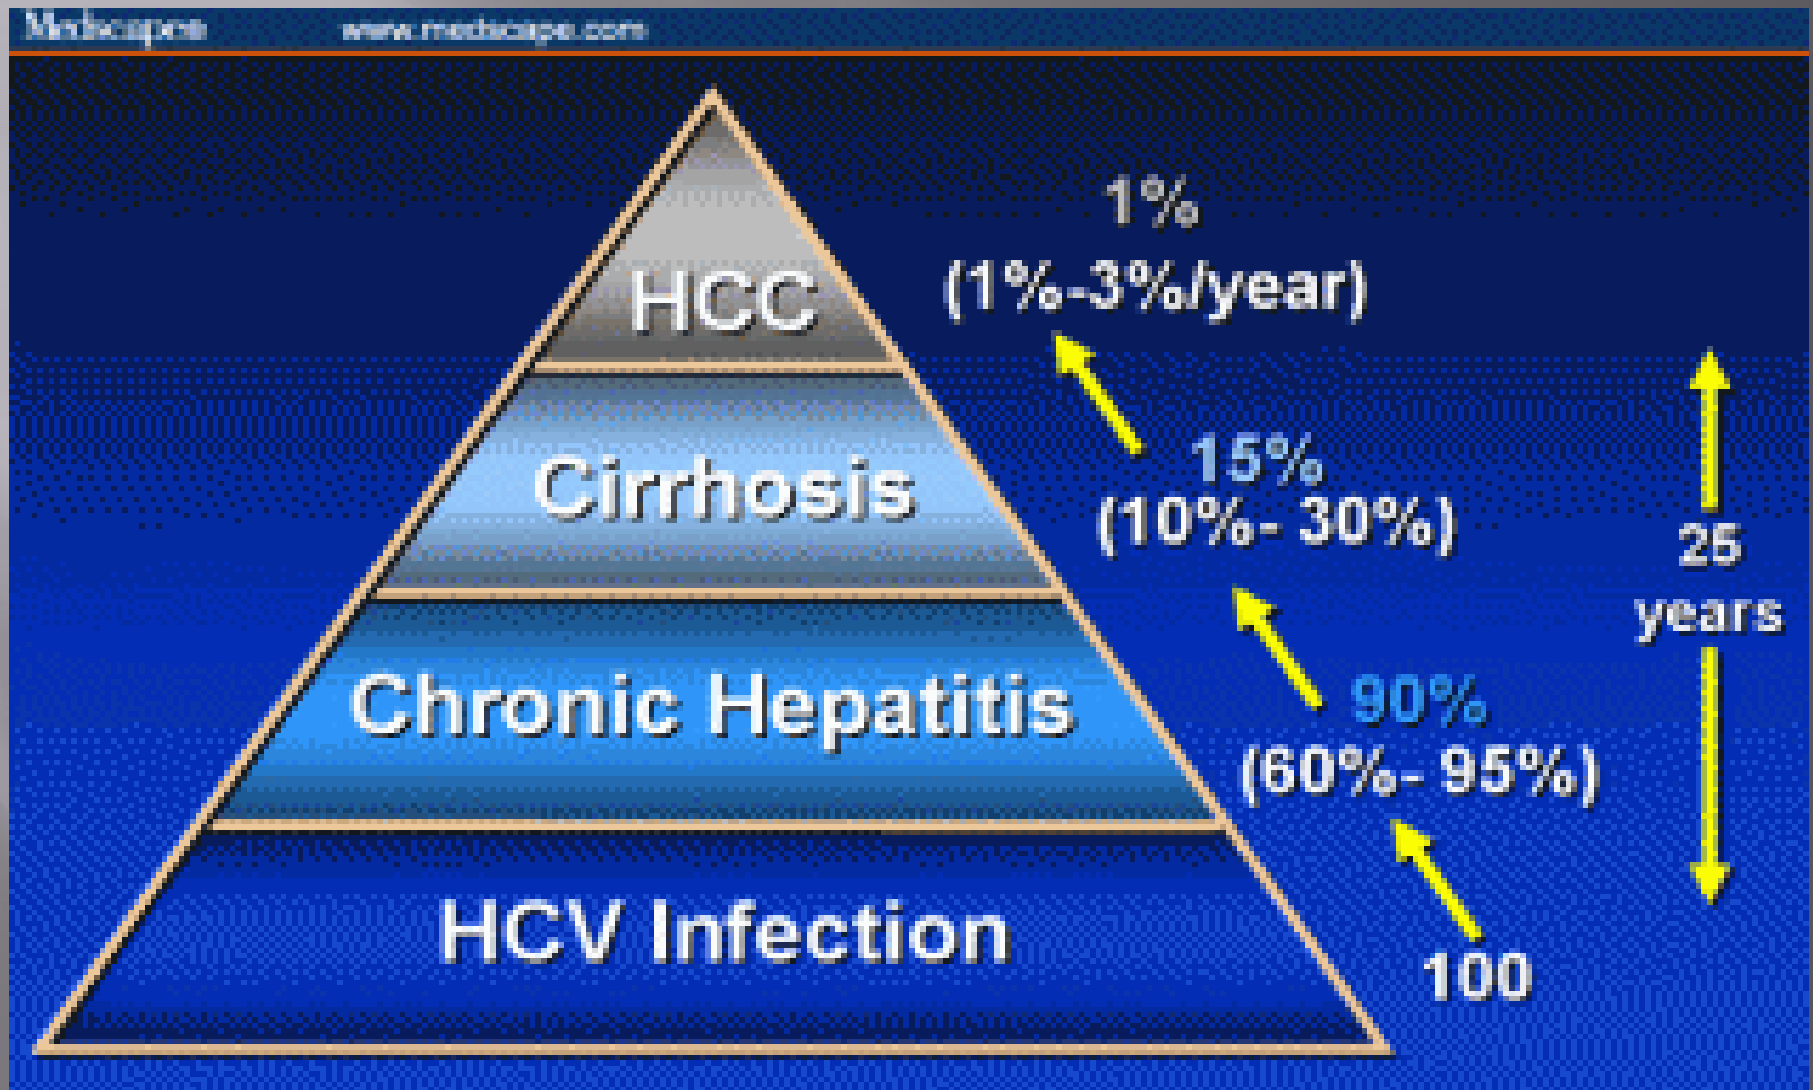 Medscape www.medscape.com
1%
(1%-3%/year)
HCC
15%
(10%- 30%)
Cirrhosis
25
years
90%
(60%- 95%)
Chronic Hepatitis
HCV Infection
100